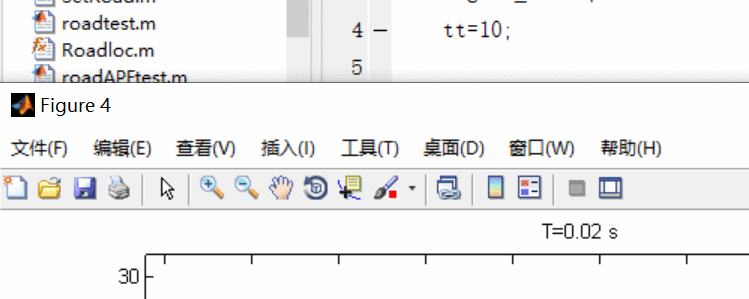 roadtest.m
4
tt=10;
Roadloc.m
5
roadAPFtest.m
Figure 4
文件(F) 编辑(E) 查看(V) 插入(I) 工具(T) 桌面(D) 窗口(W) 帮助(H)
T=0.02 s
30